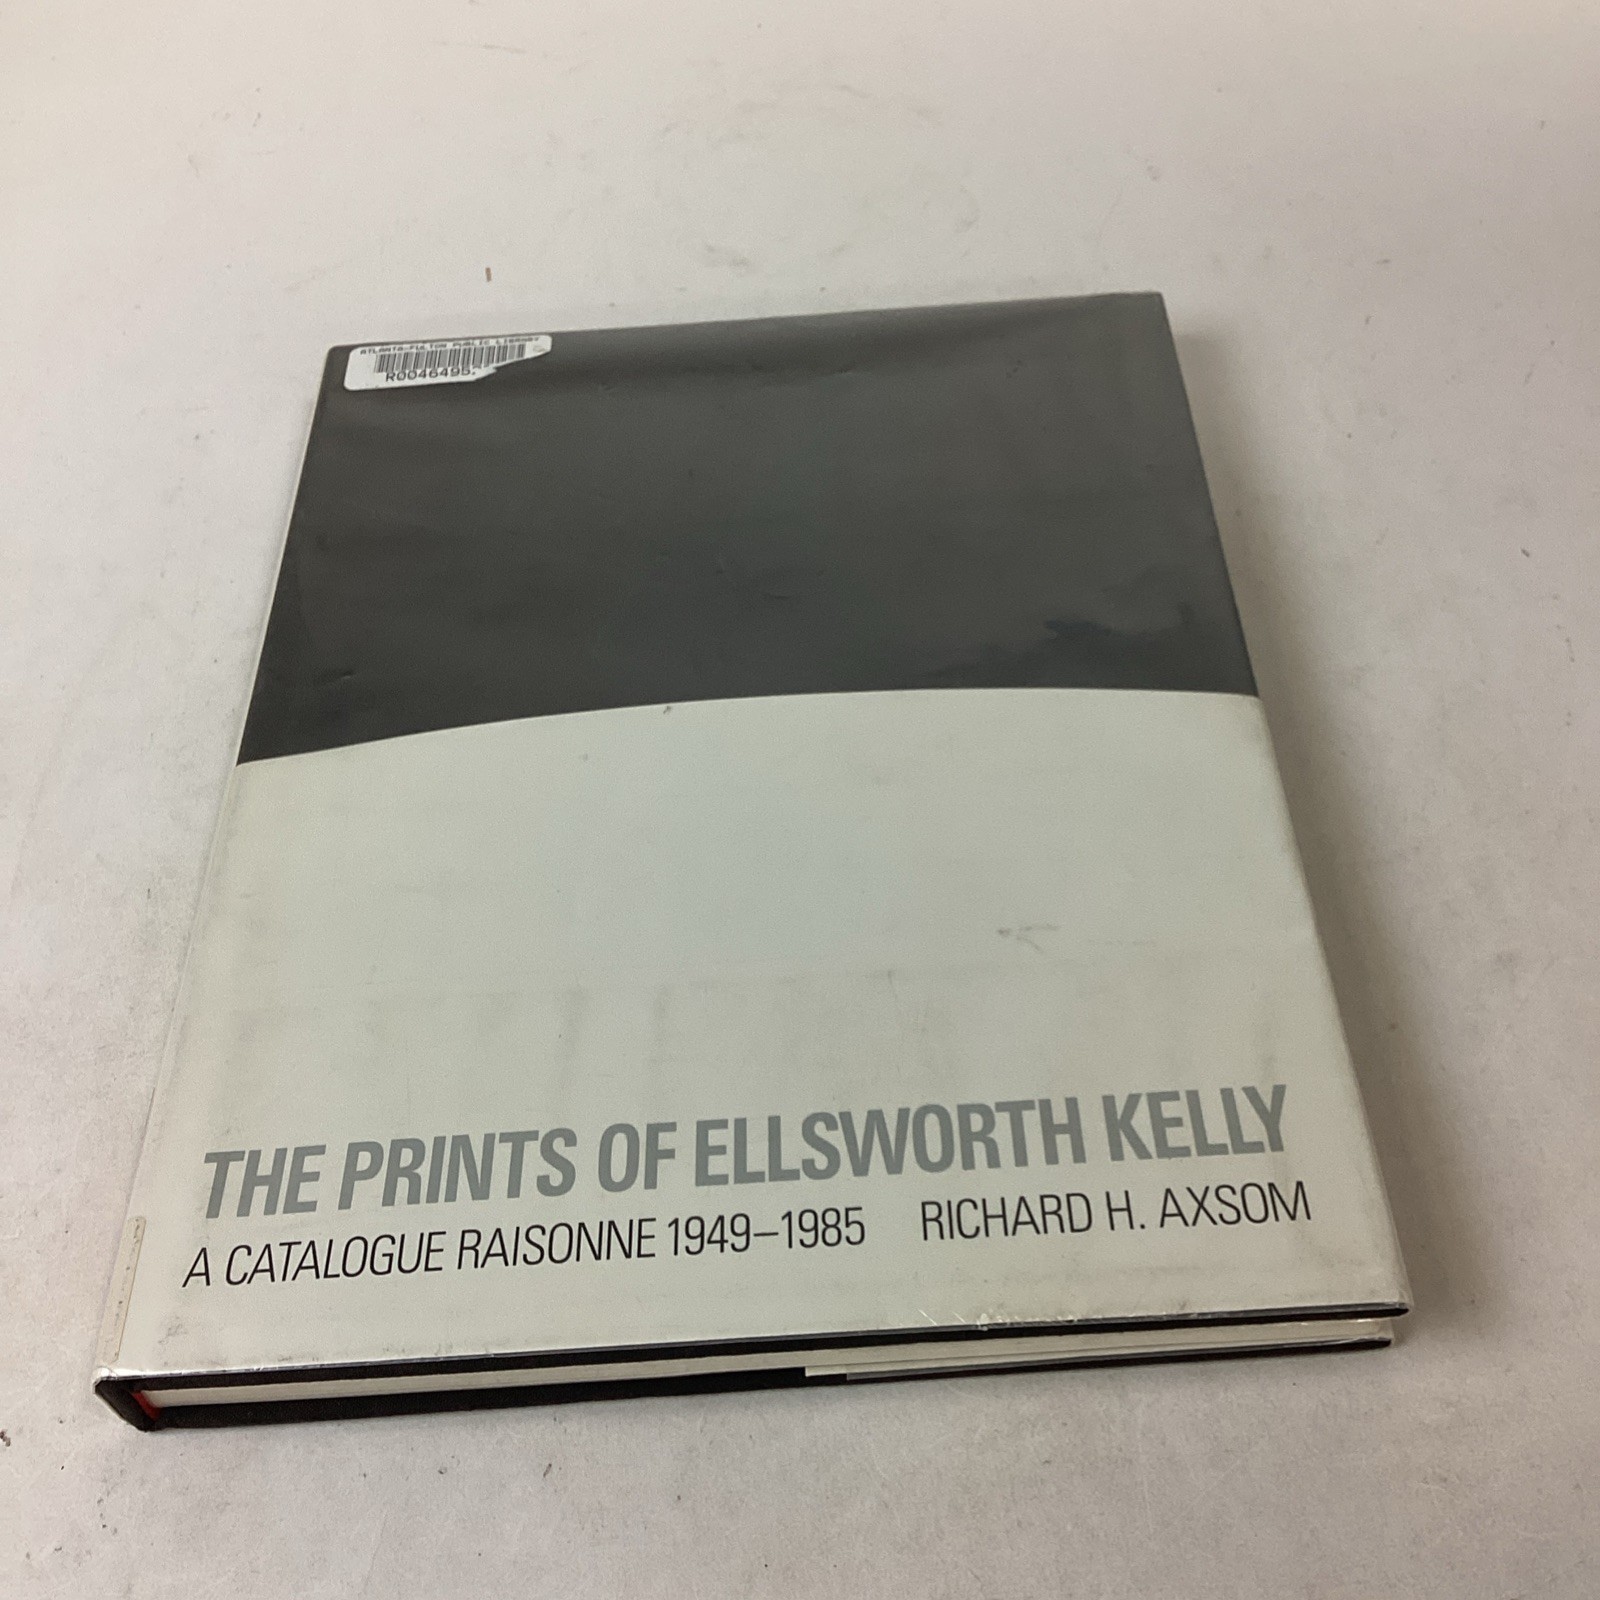 ATLANTA-FULTON PUBLIC LIBRARY
R0046495
THE PRINTS OF ELLSWORTH KELLY
A CATALOGUE RAISONNE 1949–1985 RICHARD H. AXSOM